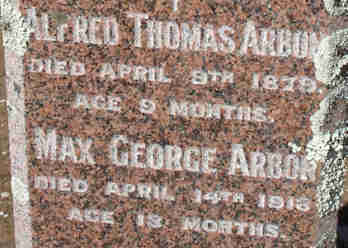 ALFRED THOMAS ARBON
DIED APRIL 9TH 1879.
AGE 9 MONTHS.
MAX GEORGE ARBON
DIED APRIL 14TH 1913
AGE 13 MONTHS.